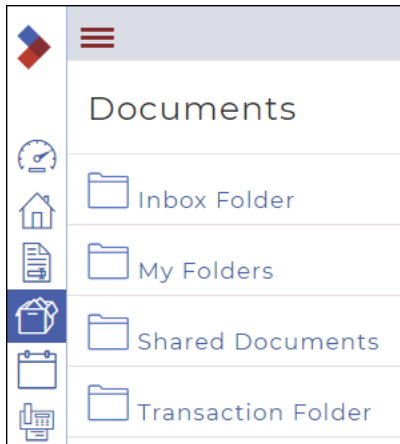 Documents
Inbox Folder
My Folders
Shared Documents
Transaction Folder